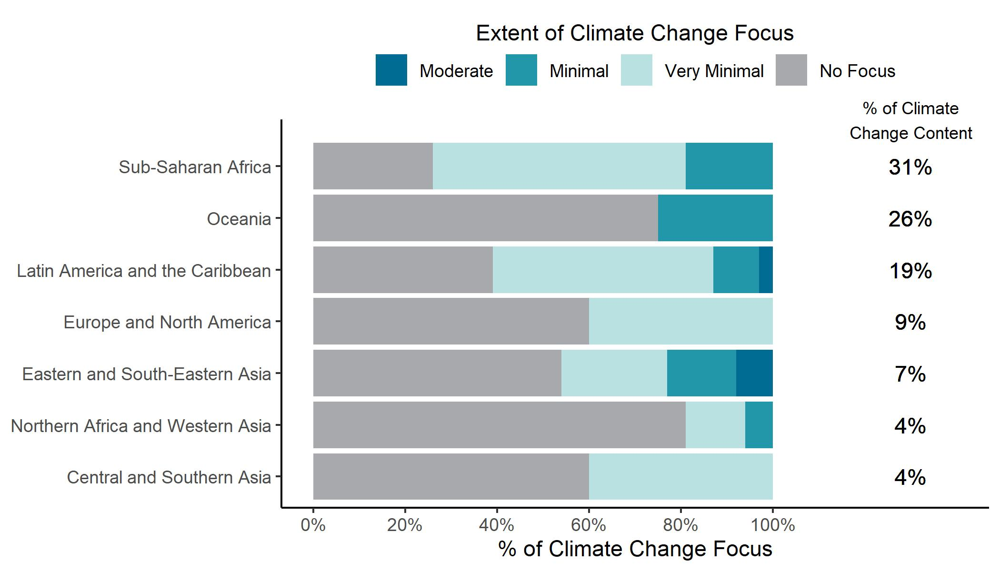 Extent of Climate Change Focus
Moderate Minimal Very Minimal No Focus
% of Climate
Change Content
Sub-Saharan Africa 31%
Oceania 26%
Latin America and the Caribbean 19%
Europe and North America 9%
Eastern and South-Eastern Asia 7%
Northern Africa and Western Asia 4%
Central and Southern Asia 4%
0% 20% 40% 60% 80% 100%
% of Climate Change Focus